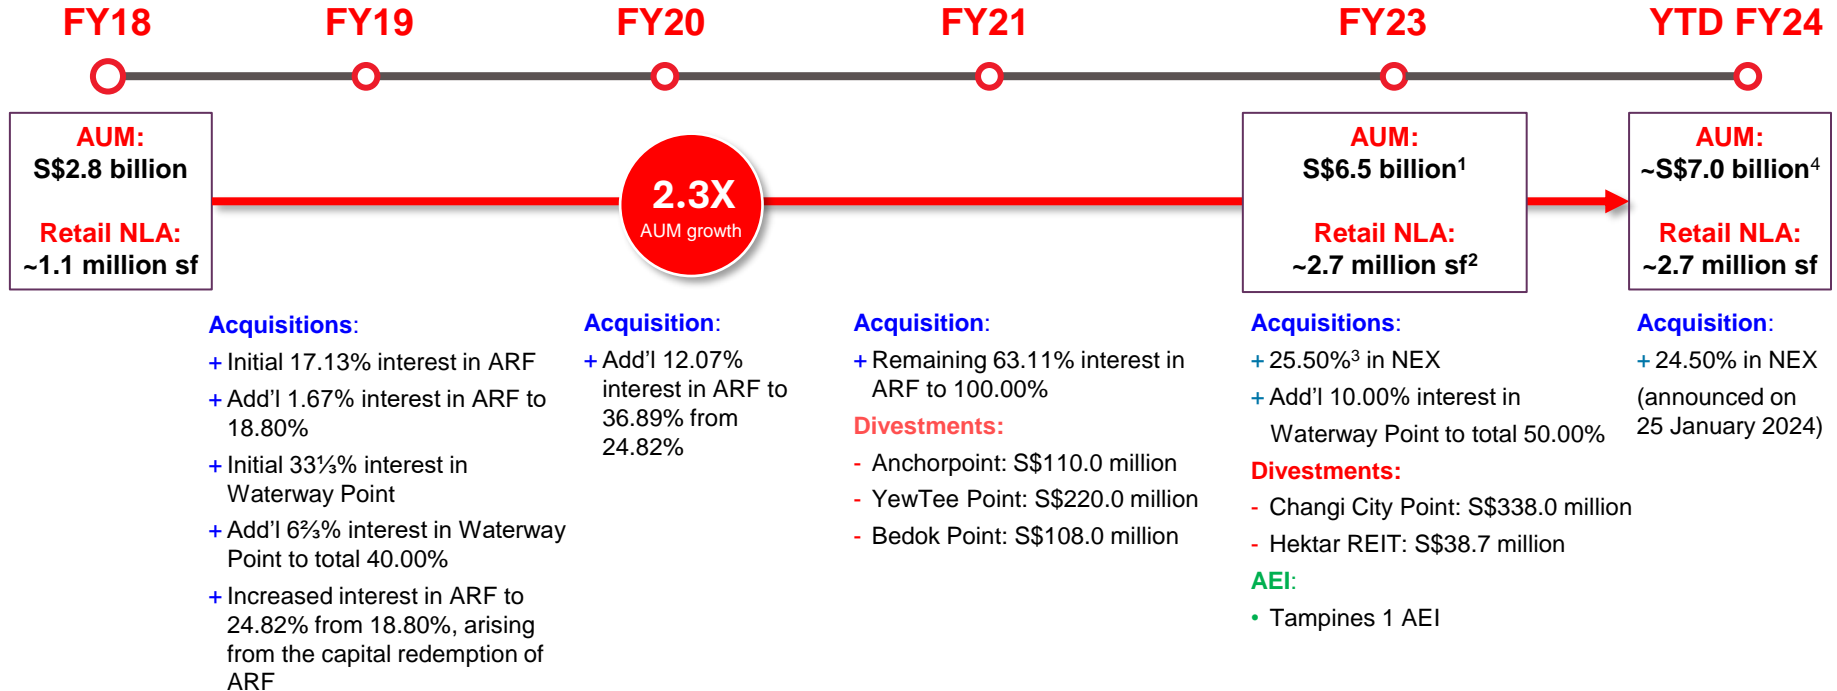 FY18
FY19
FY20
FY21
FY23
YTD FY24
AUM:
S$2.8 billion
Retail NLA:
~1.1 million sf
2.3X
AUM growth
AUM:
S$6.5 billion¹
Retail NLA:
~2.7 million sf²
AUM:
~S$7.0 billion⁴
Retail NLA:
~2.7 million sf
Acquisitions:
+ Initial 17.13% interest in ARF
+ Add'l 1.67% interest in ARF to
18.80%
+ Initial 33⅓% interest in
Waterway Point
+ Add'l 6⅔% interest in Waterway
Point to total 40.00%
+ Increased interest in ARF to
24.82% from 18.80%, arising
from the capital redemption of
ARF
Acquisition:
+ Add'l 12.07%
interest in ARF to
36.89% from
24.82%
Acquisition:
+ Remaining 63.11% interest in
ARF to 100.00%
Divestments:
- Anchorpoint: S$110.0 million
- YewTee Point: S$220.0 million
- Bedok Point: S$108.0 million
Acquisitions:
+ 25.50%³ in NEX
+ Add'l 10.00% interest in
Waterway Point to total 50.00%
Divestments:
- Changi City Point: S$338.0 million
- Hektar REIT: S$38.7 million
AEI:
• Tampines 1 AEI
Acquisition:
+ 24.50% in NEX
(announced on
25 January 2024)